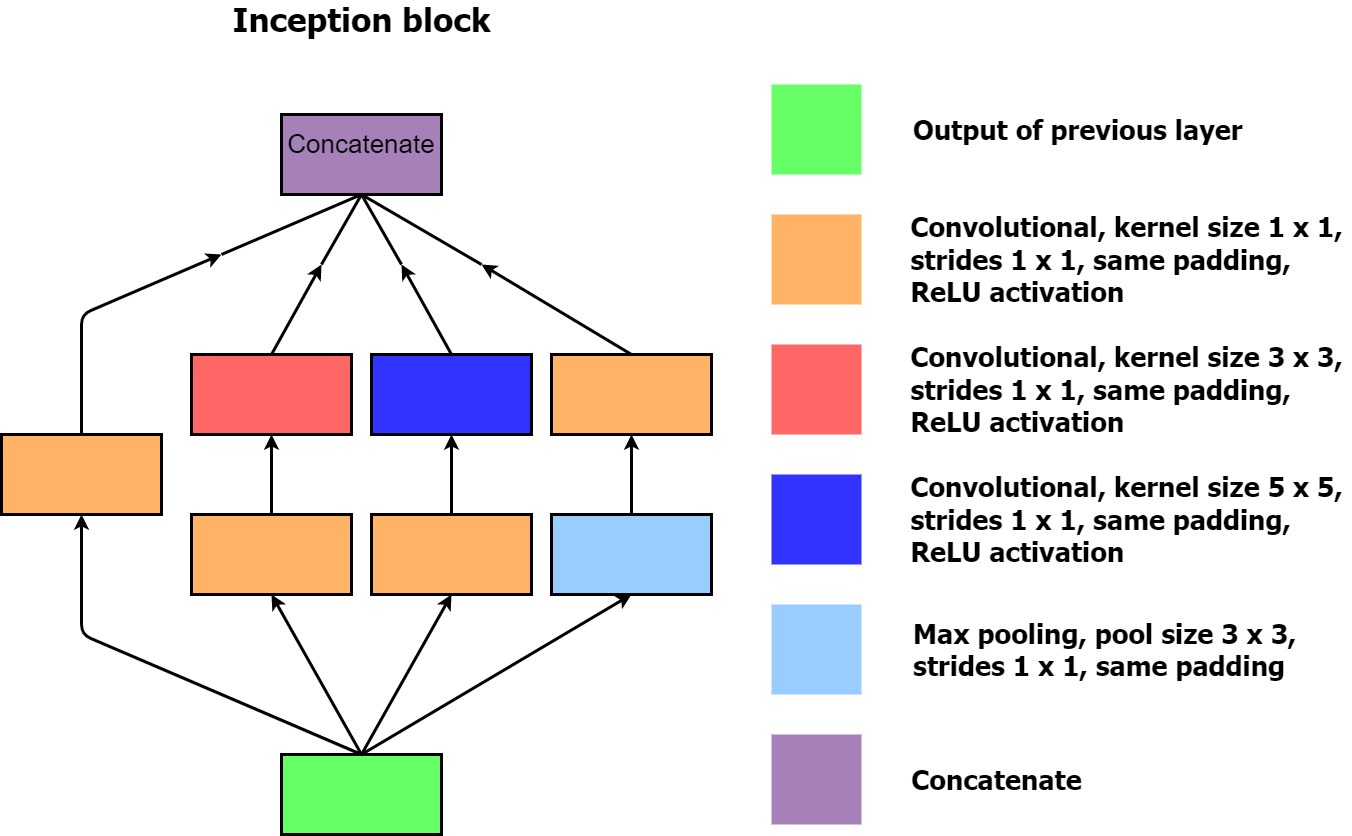 Inception block
Concatenate
Output of previous layer
Convolutional, kernel size 1 x 1,
strides 1 x 1, same padding,
ReLU activation
Convolutional, kernel size 3 x 3,
strides 1 x 1, same padding,
ReLU activation
Convolutional, kernel size 5 x 5,
strides 1 x 1, same padding,
ReLU activation
Max pooling, pool size 3 x 3,
strides 1 x 1, same padding
Concatenate